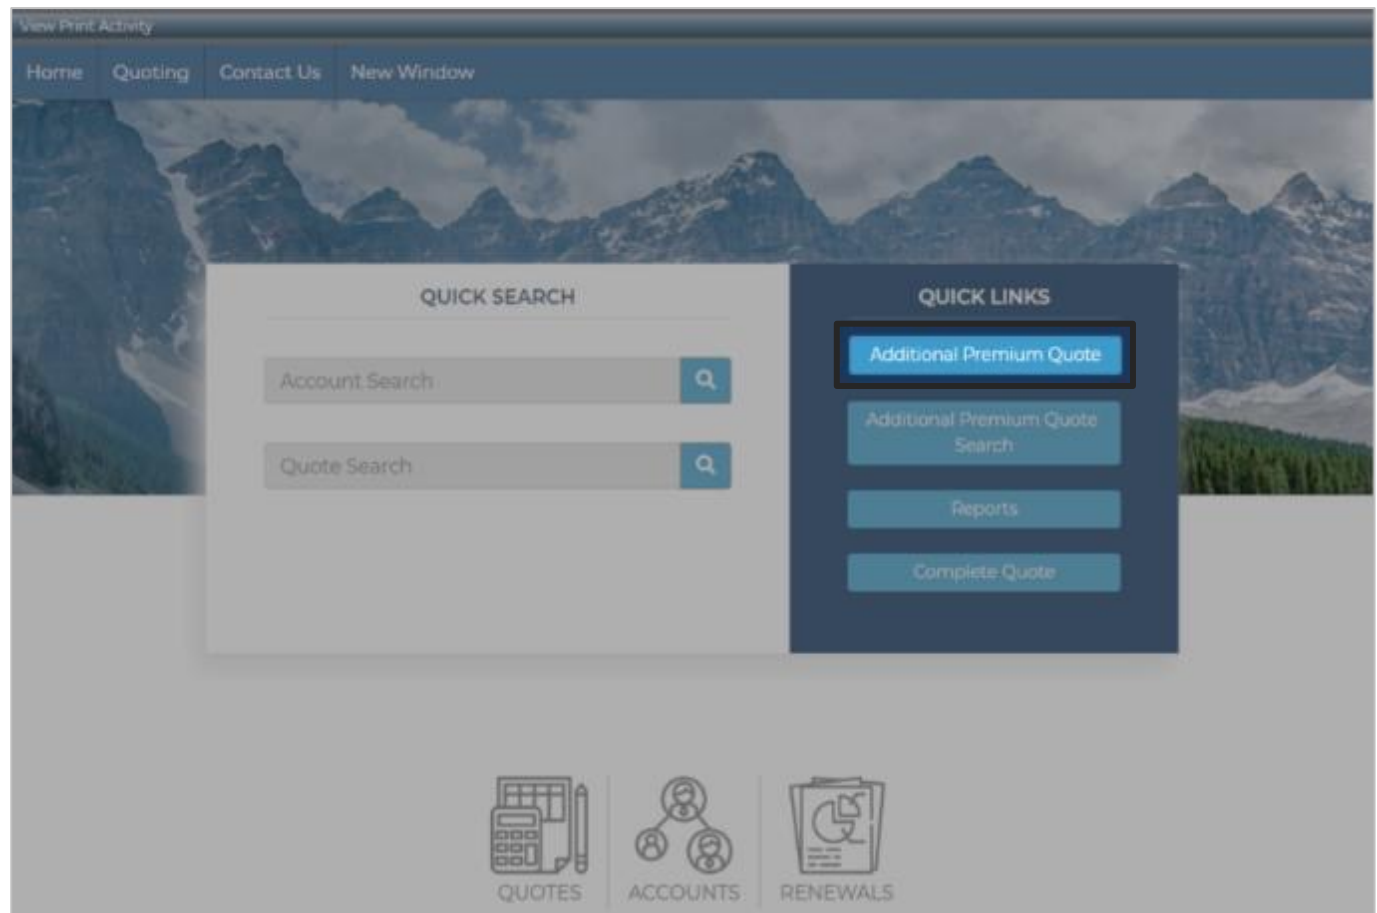 View Print Activity
Home Quoting Contact Us New Window
QUICK SEARCH
Account Search
Quote Search
QUICK LINKS
Additional Premium Quote
Additional Premium Quote
Search
Reports
Complete Quote
QUOTES ACCOUNTS RENEWALS